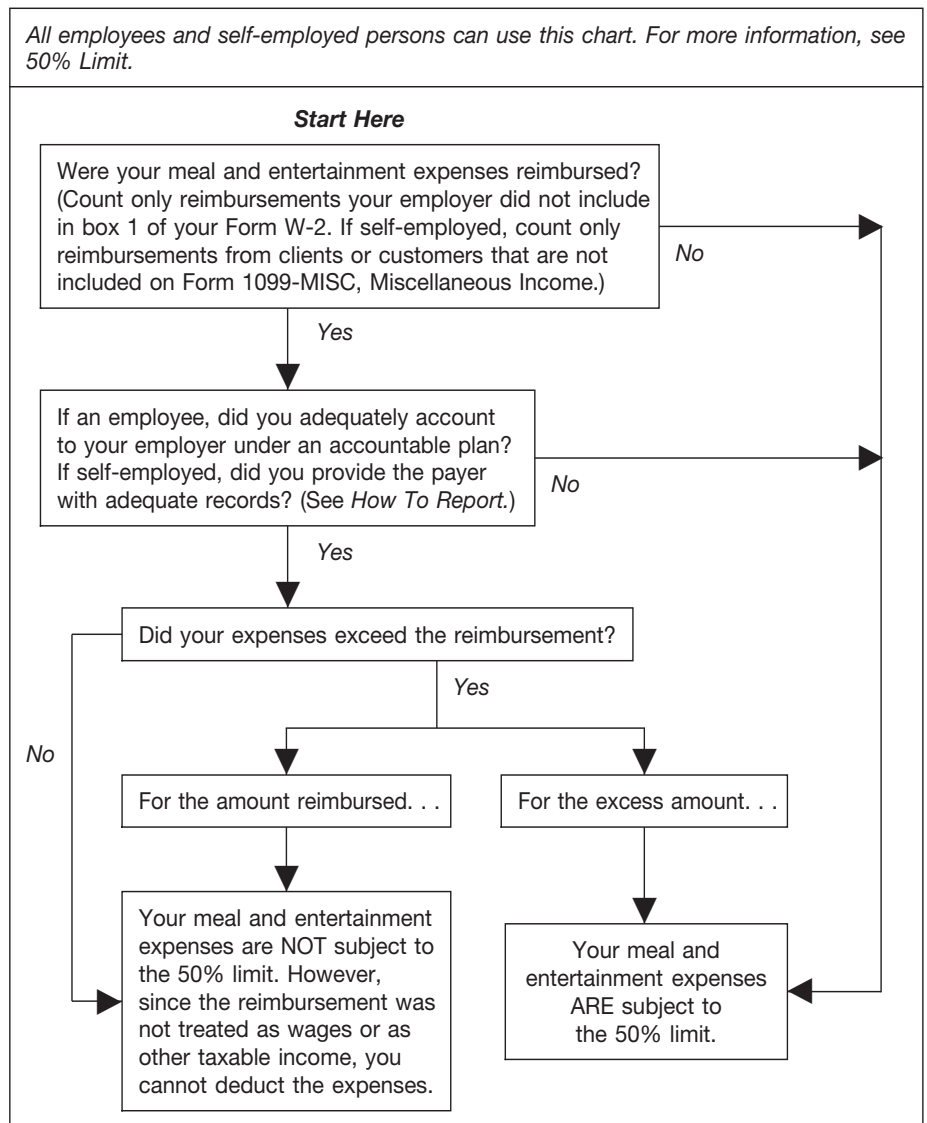 All employees and self-employed persons can use this chart. For more information, see
50% Limit.
Start Here
Were your meal and entertainment expenses reimbursed?
(Count only reimbursements your employer did not include
in box 1 of your Form W-2. If self-employed, count only
reimbursements from clients or customers that are not
included on Form 1099-MISC, Miscellaneous Income.)
No
Yes
If an employee, did you adequately account
to your employer under an accountable plan?
If self-employed, did you provide the payer
with adequate records? (See How To Report.)
No
Yes
Did your expenses exceed the reimbursement?
Yes
No
For the amount reimbursed. . .
For the excess amount. . .
Your meal and entertainment
expenses are NOT subject to
the 50% limit. However,
since the reimbursement was
not treated as wages or as
other taxable income, you
cannot deduct the expenses.
Your meal and
entertainment expenses
ARE subject to
the 50% limit.